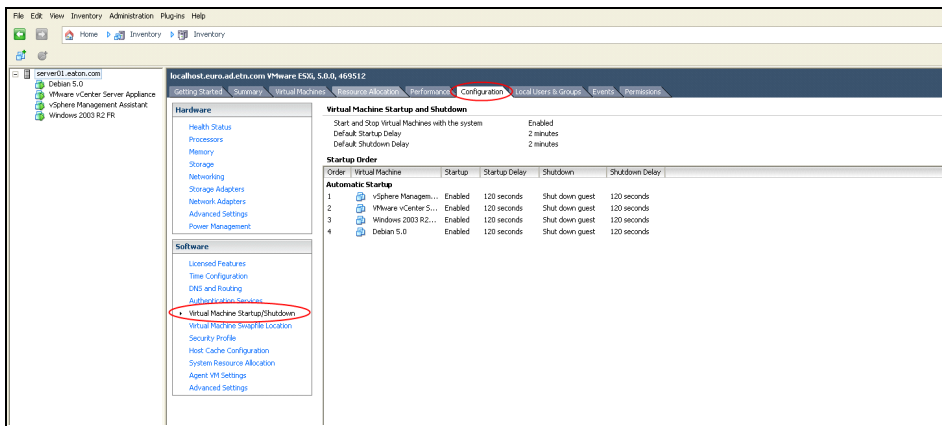 File Edit View Inventory Administration Plug-ins Help
Home Inventory Inventory
server01.eaton.com
Debian 5.0
VMware vCenter Server Appliance
vSphere Management Assistant
Windows 2003 R2 FR
localhost.euro.ad.etn.com VMware ESXi, 5.0.0, 469512
Getting Started Summary Virtual Machines Resource Allocation Performance Configuration Local Users & Groups Events Permissions
Hardware
Health Status
Processors
Memory
Storage
Networking
Storage Adapters
Network Adapters
Advanced Settings
Power Management
Software
Licensed Features
Time Configuration
DNS and Routing
Authentication Services
Virtual Machine Startup/Shutdown
Virtual Machine Swapfile Location
Security Profile
Host Cache Configuration
System Resource Allocation
Agent VM Settings
Advanced Settings
Virtual Machine Startup and Shutdown
Start and Stop Virtual Machines with the system Enabled
Default Startup Delay 2 minutes
Default Shutdown Delay 2 minutes
Startup Order
Order Virtual Machine Startup Startup Delay Shutdown Shutdown Delay
Automatic Startup
1 vSphere Managem... Enabled 120 seconds Shut down guest 120 seconds
2 VMware vCenter S... Enabled 120 seconds Shut down guest 120 seconds
3 Windows 2003 R2... Enabled 120 seconds Shut down guest 120 seconds
4 Debian 5.0 Enabled 120 seconds Shut down guest 120 seconds